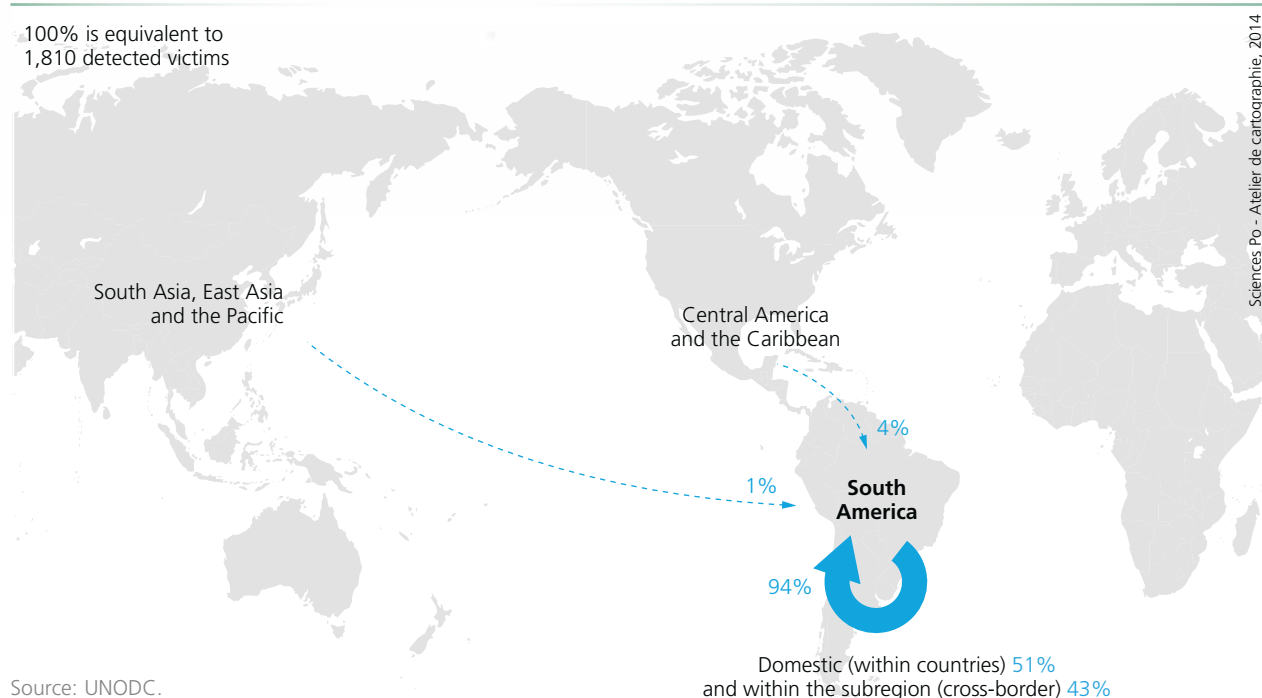 100% is equivalent to
1,810 detected victims
Sciences Po - Atelier de cartographie, 2014
South Asia, East Asia
and the Pacific
Central America
and the Caribbean
4%
1%
South
America
94%
Domestic (within countries) 51%
and within the subregion (cross-border) 43%
Source: UNODC.